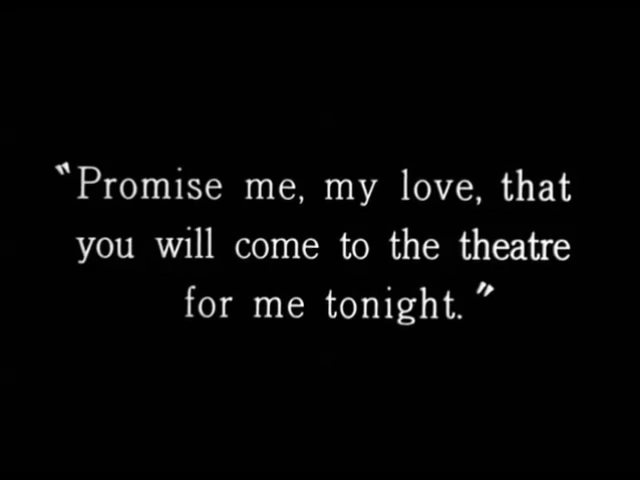 "Promise me, my love, that
you will come to the theatre
for me tonight."